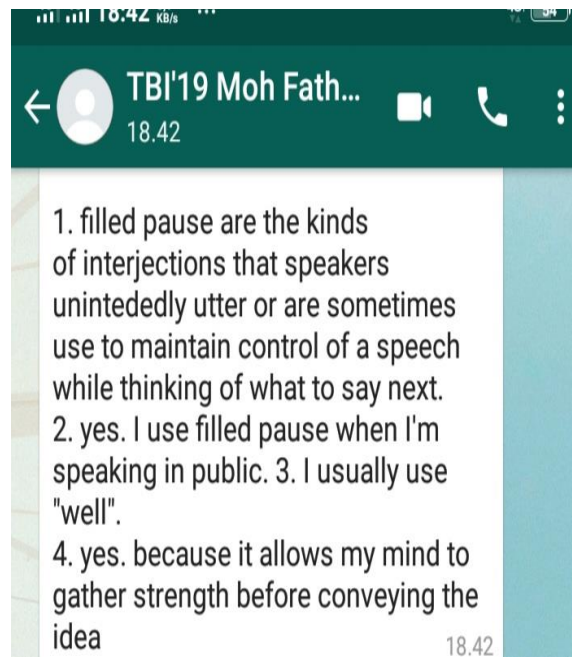 18.42 KB/s ...
54
TBI'19 Moh Fath...
18.42
1. filled pause are the kinds
of interjections that speakers
unintededly utter or are sometimes
use to maintain control of a speech
while thinking of what to say next.
2. yes. I use filled pause when I'm
speaking in public. 3. I usually use
"well".
4. yes. because it allows my mind to
gather strength before conveying the
idea
18.42